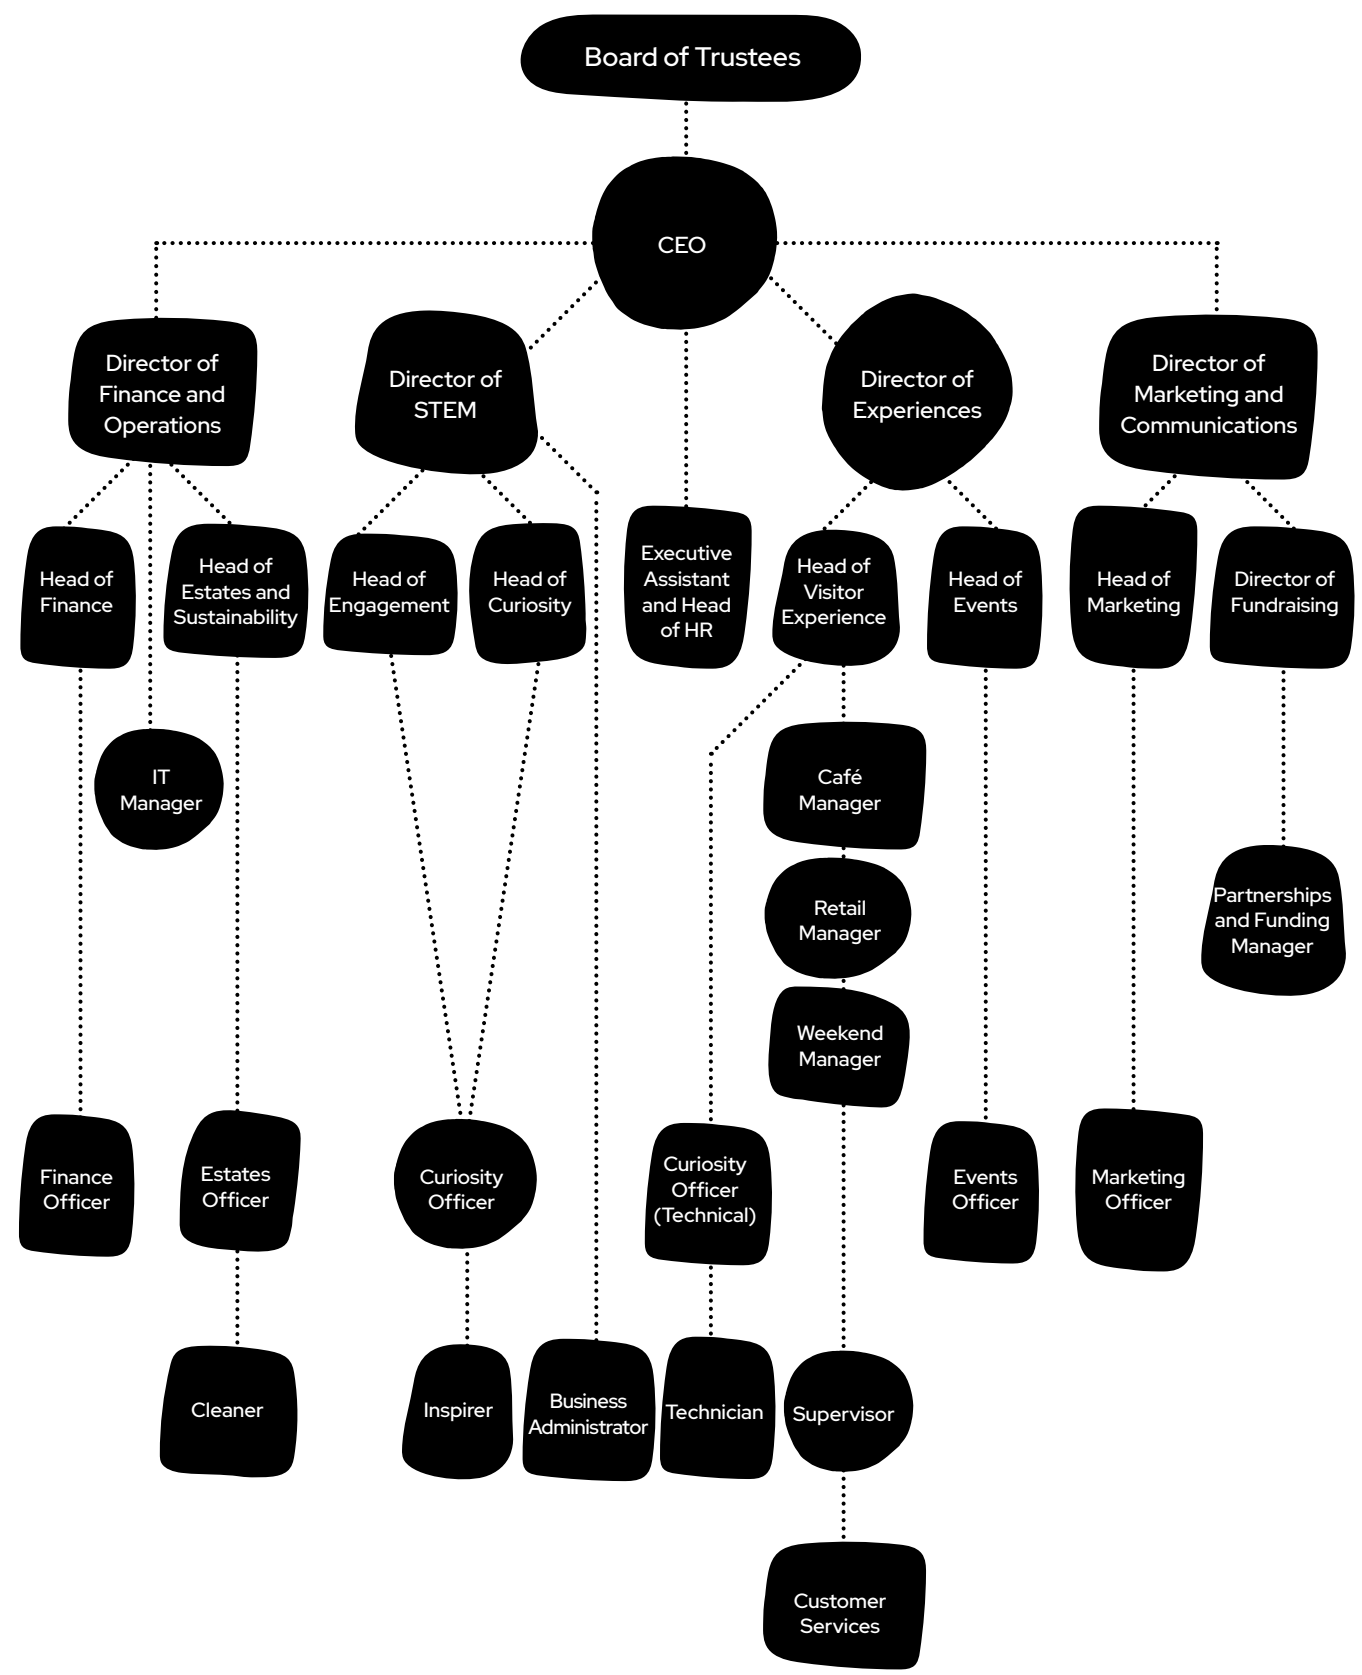 Board of Trustees
CEO
Director of
Finance and
Operations
Director of
STEM
Director of
Experiences
Director of
Marketing and
Communications
Head of
Finance
Head of
Estates and
Sustainability
Head of
Engagement
Head of
Curiosity
Executive
Assistant
and Head
of HR
Head of
Visitor
Experience
Head of
Events
Head of
Marketing
Director of
Fundraising
IT
Manager
Café
Manager
Retail
Manager
Partnerships
and Funding
Manager
Weekend
Manager
Finance
Officer
Estates
Officer
Curiosity
Officer
Curiosity
Officer
(Technical)
Events
Officer
Marketing
Officer
Cleaner
Inspirer
Business
Administrator
Technician
Supervisor
Customer
Services